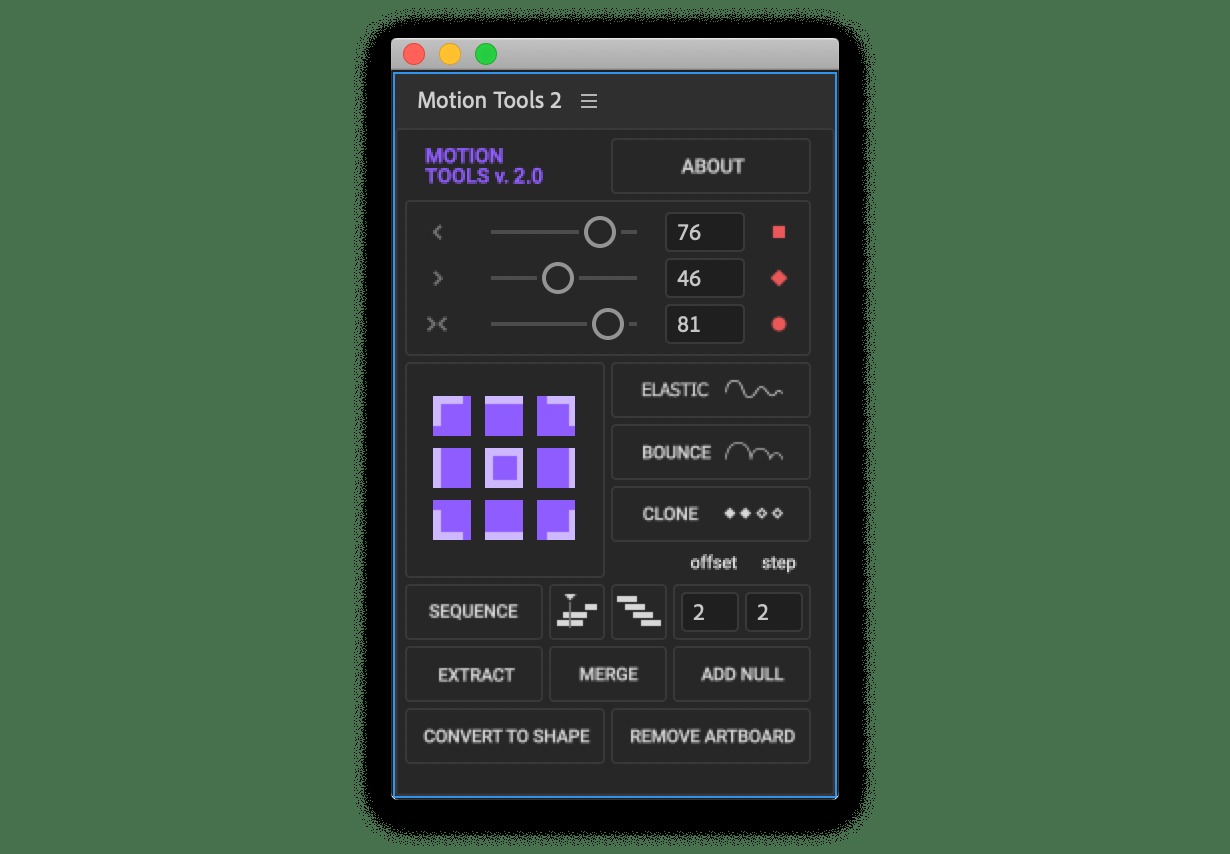 Motion Tools 2
MOTION
TOOLS v. 2.0
ABOUT
76
46
81
ELASTIC
BOUNCE
CLONE
offset step
SEQUENCE 2 2
EXTRACT MERGE ADD NULL
CONVERT TO SHAPE REMOVE ARTBOARD